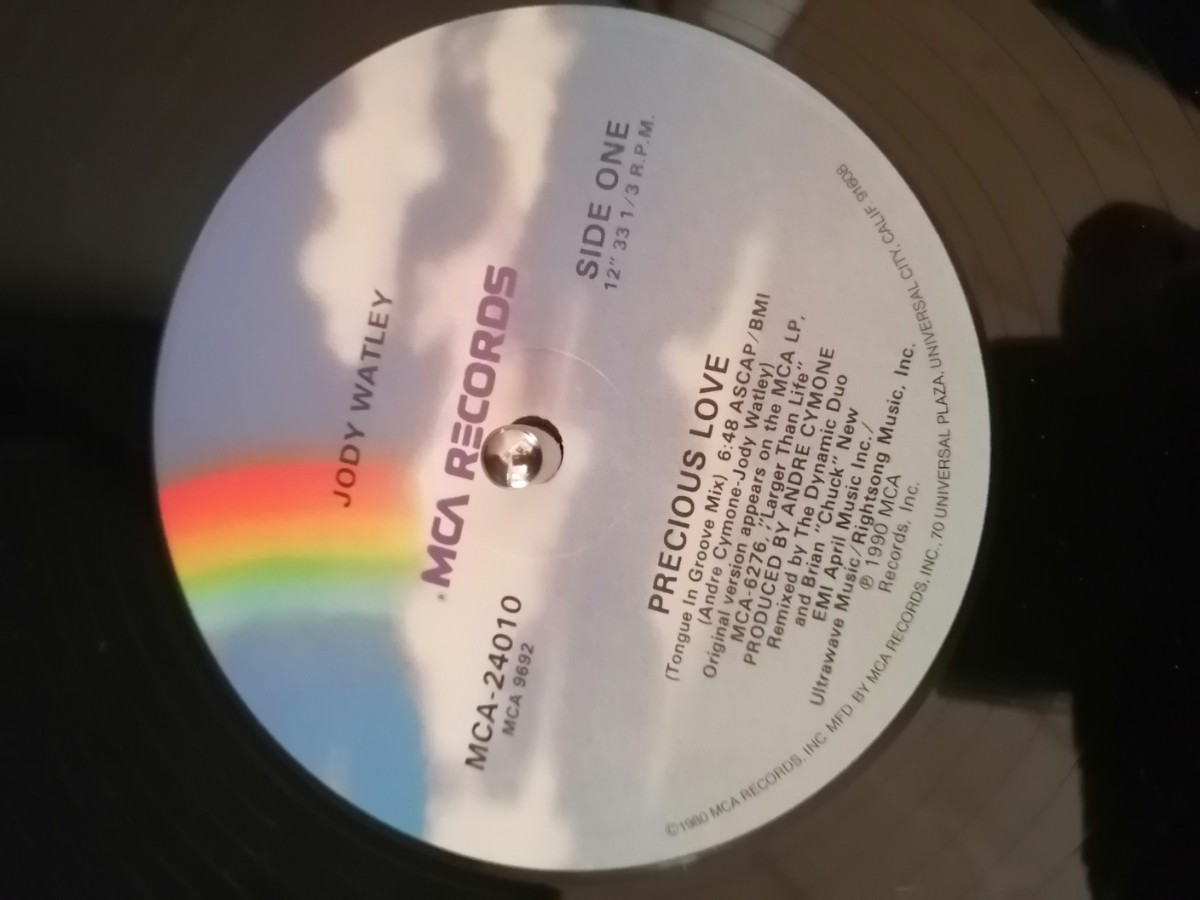 JODY WATLEY
MCA RECORDS
MCA-24010
MCA 9692
SIDE ONE
12" 33 1/3 R.P.M.
PRECIOUS LOVE
(Tongue In Groove Mix) 6:48 ASCAP/BMI
(Andre Cymone-Jody Watley)
Original version appears on the MCA LP,
MCA-6276, "Larger Than Life"
PRODUCED BY ANDRE CYMONE
Remixed by The Dynamic Duo
and Brian "Chuck" New
EMI April Music Inc./
Ultrawave Music/Rightsong Music, Inc.
℗ 1990 MCA
Records, Inc.
©1980 MCA RECORDS, INC. MFD. BY MCA RECORDS, INC., 70 UNIVERSAL PLAZA, UNIVERSAL CITY, CALIF. 91608